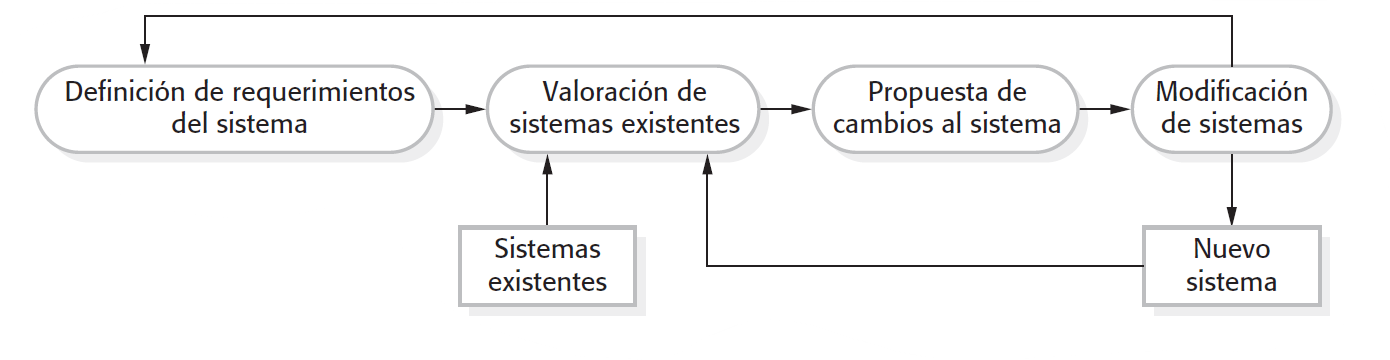 Definición de requerimientos
del sistema
Valoración de
sistemas existentes
Propuesta de
cambios al sistema
Modificación
de sistemas
Sistemas
existentes
Nuevo
sistema